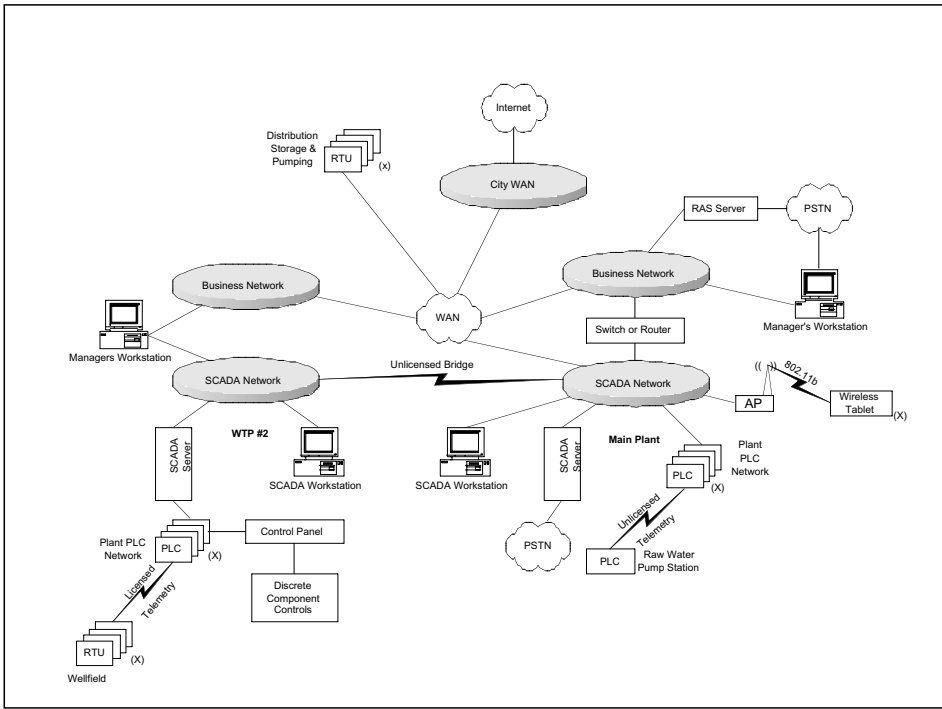 Internet
Distribution
Storage &
Pumping
RTU
(x)
City WAN
RAS Server
PSTN
Business Network
Business Network
WAN
Manager's Workstation
Switch or Router
Managers Workstation
Unlicensed Bridge
SCADA Network
SCADA Network
(( ))
802.11b
AP
Wireless
Tablet
(X)
WTP #2
SCADA
Server
SCADA Workstation
Main Plant
SCADA Workstation
SCADA
Server
Plant
PLC
Network
PLC
(X)
Unlicensed
Telemetry
PSTN
PLC
Raw Water
Pump Station
Plant PLC
Network
PLC
(X)
Control Panel
Discrete
Component
Controls
Licensed
Telemetry
RTU
(X)
Wellfield